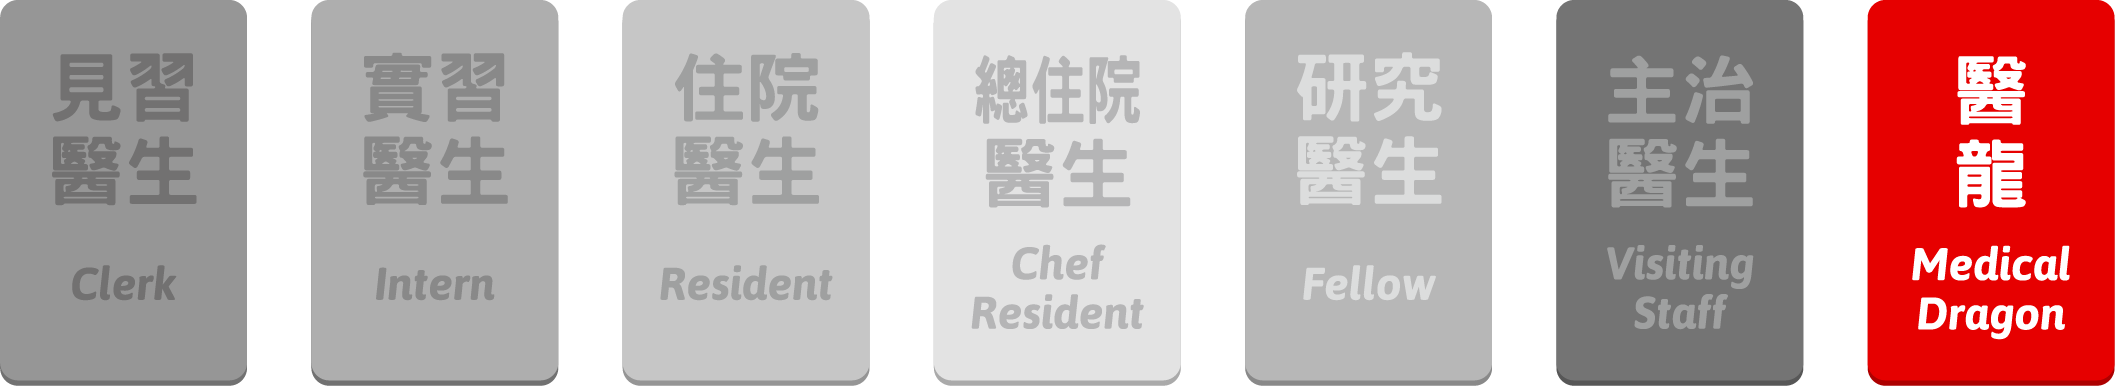 見習
醫生
Clerk
實習
醫生
Intern
住院
醫生
Resident
總住院
醫生
Chef
Resident
研究
醫生
Fellow
主治
醫生
Visiting
Staff
醫
龍
Medical
Dragon